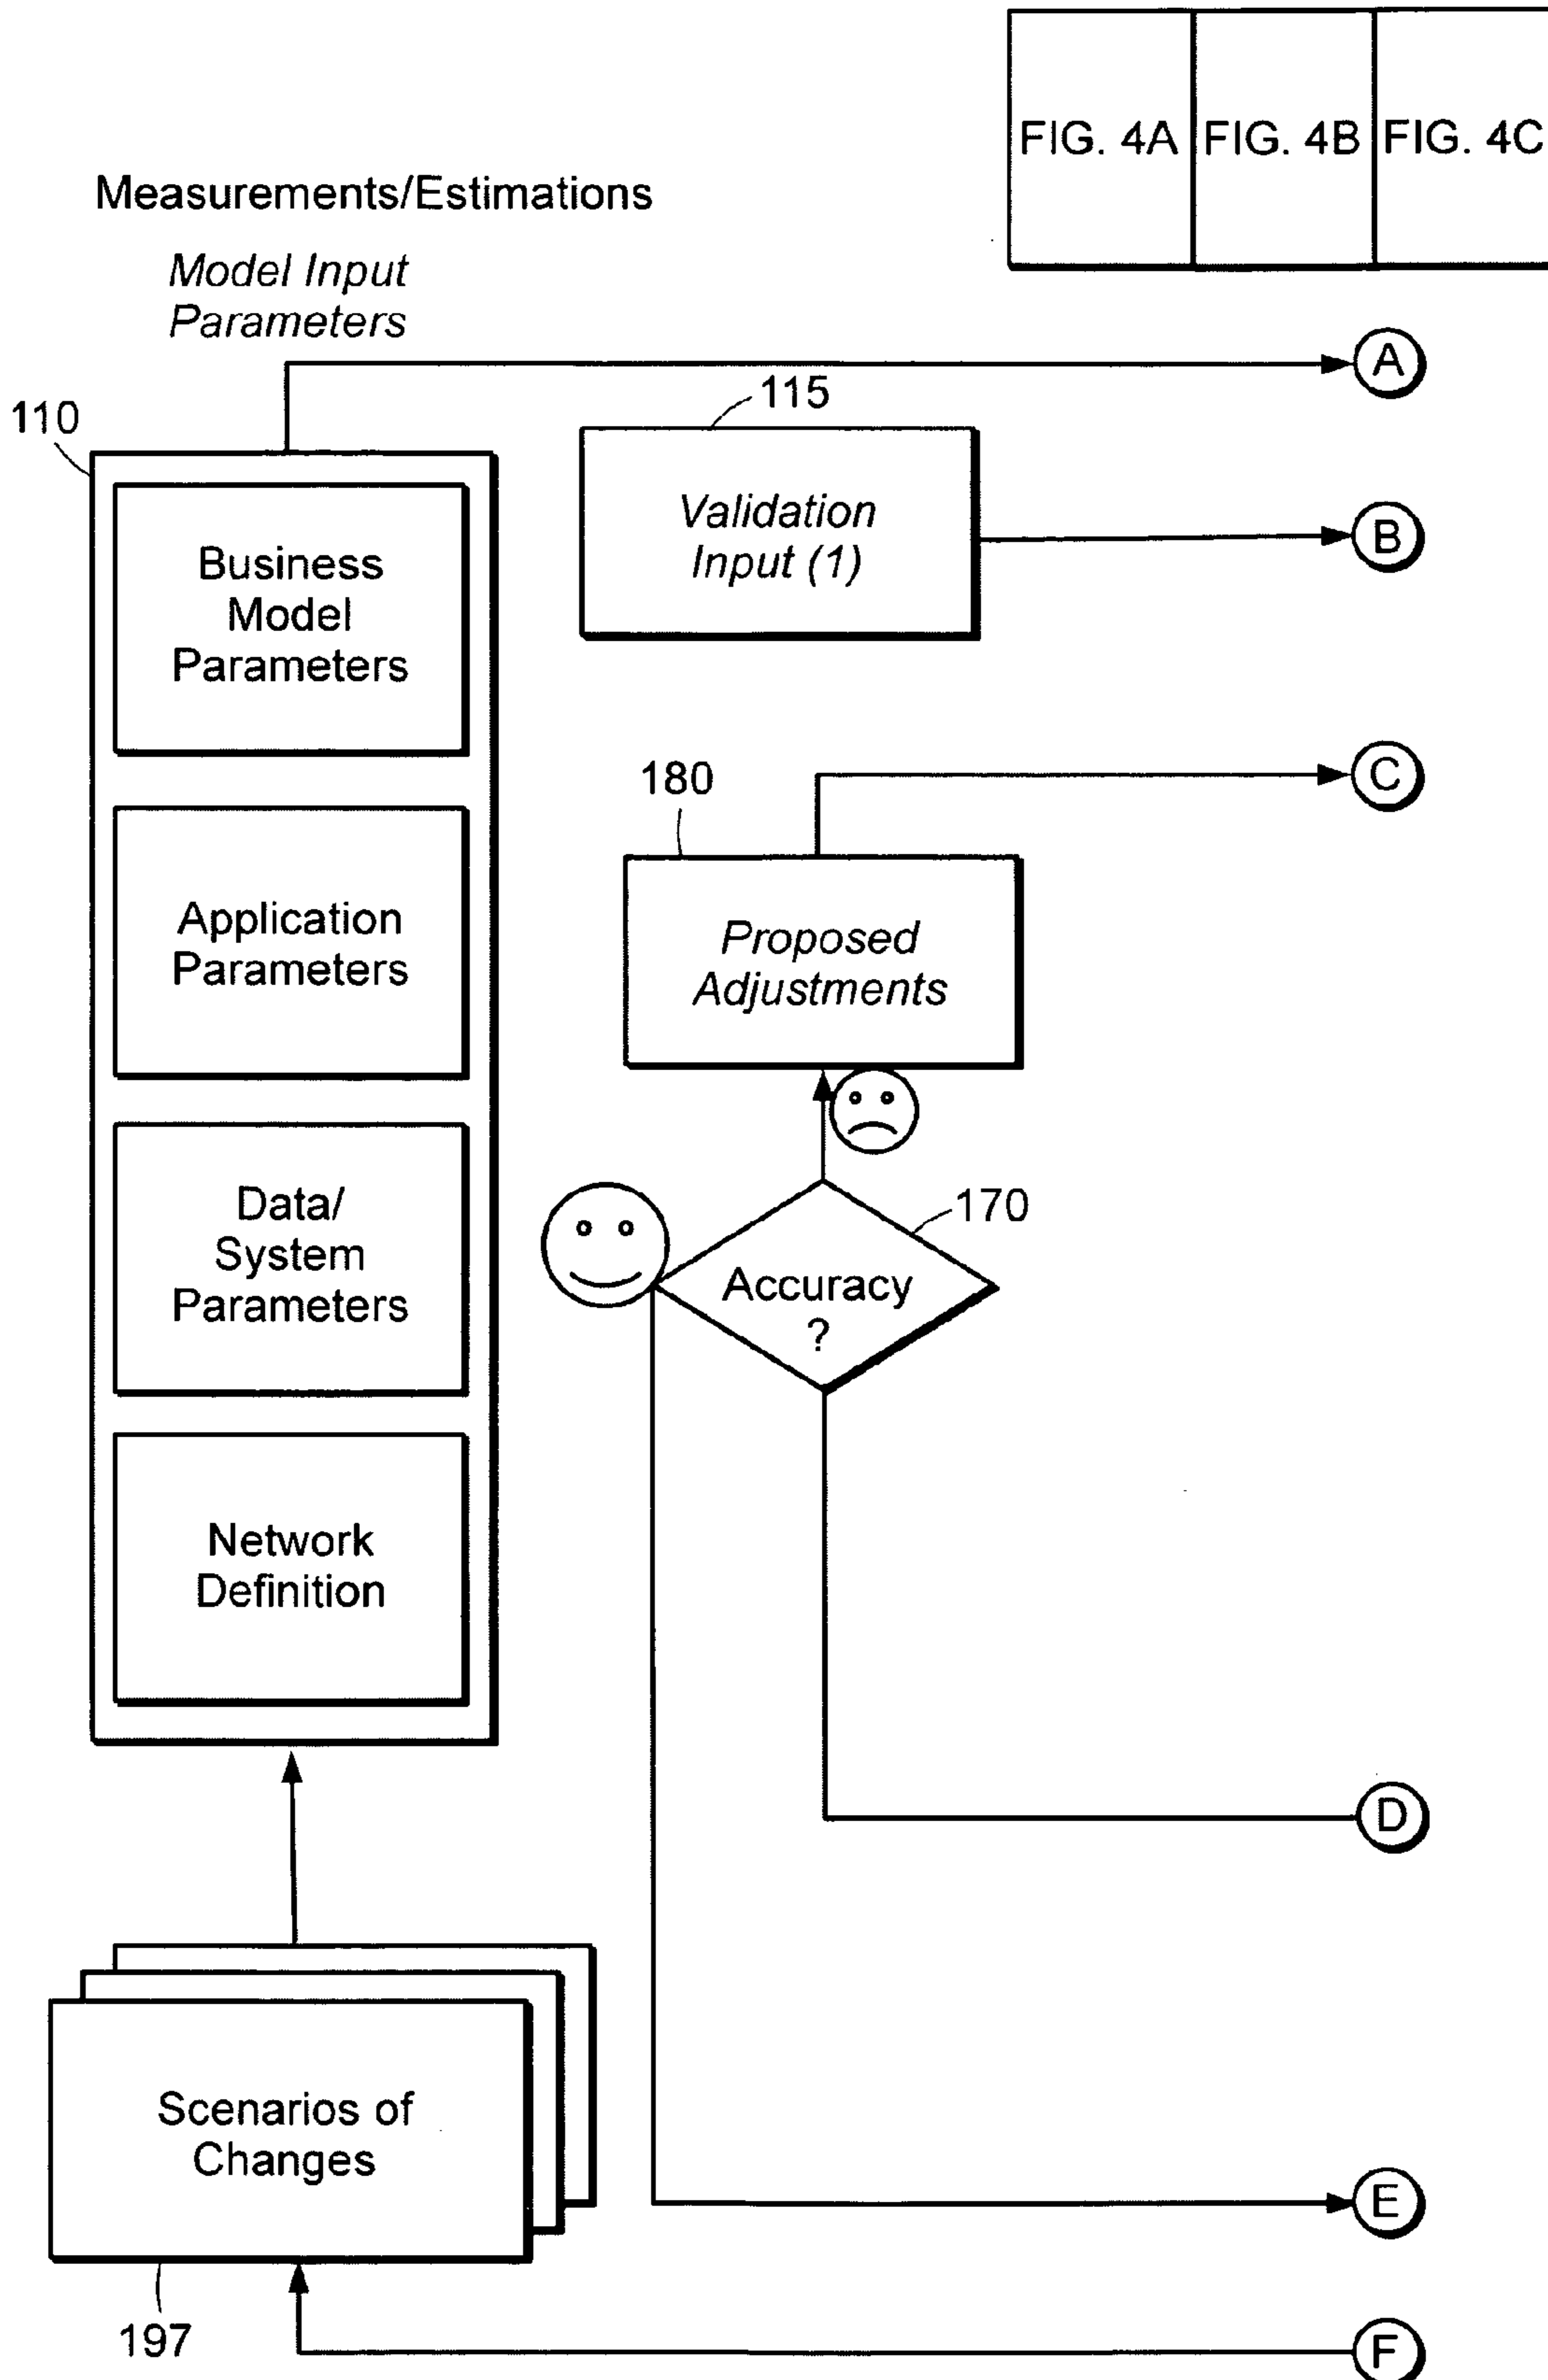 FIG. 4A
FIG. 4B
FIG. 4C
Measurements/Estimations
Model Input
Parameters
A
110
115
Validation
Input (1)
B
Business
Model
Parameters
180
C
Application
Parameters
Proposed
Adjustments
Data/
System
Parameters
170
Accuracy
?
Network
Definition
D
Scenarios of
Changes
E
197
F